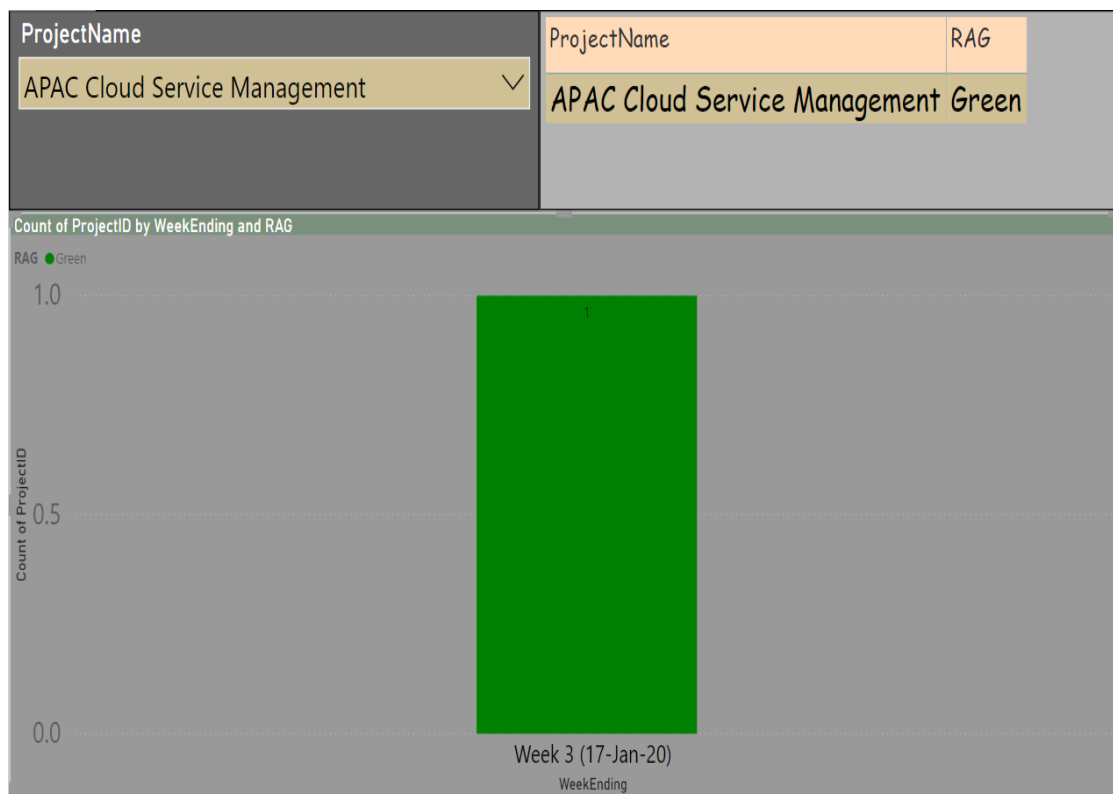 ProjectName
APAC Cloud Service Management
ProjectName RAG
APAC Cloud Service Management Green
Count of ProjectID by WeekEnding and RAG
RAG Green
1.0
1
Count of ProjectID
0.5
0.0
Week 3 (17-Jan-20)
WeekEnding